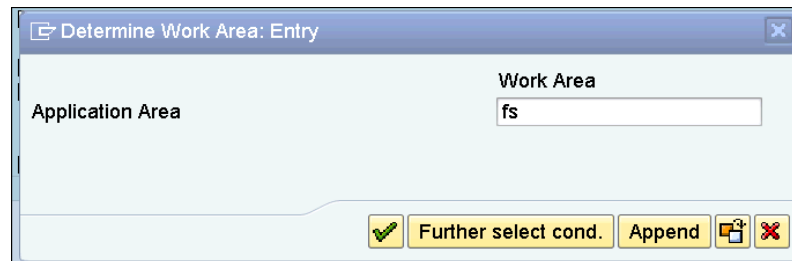 Determine Work Area: Entry
Work Area
Application Area
fs
Further select cond.
Append